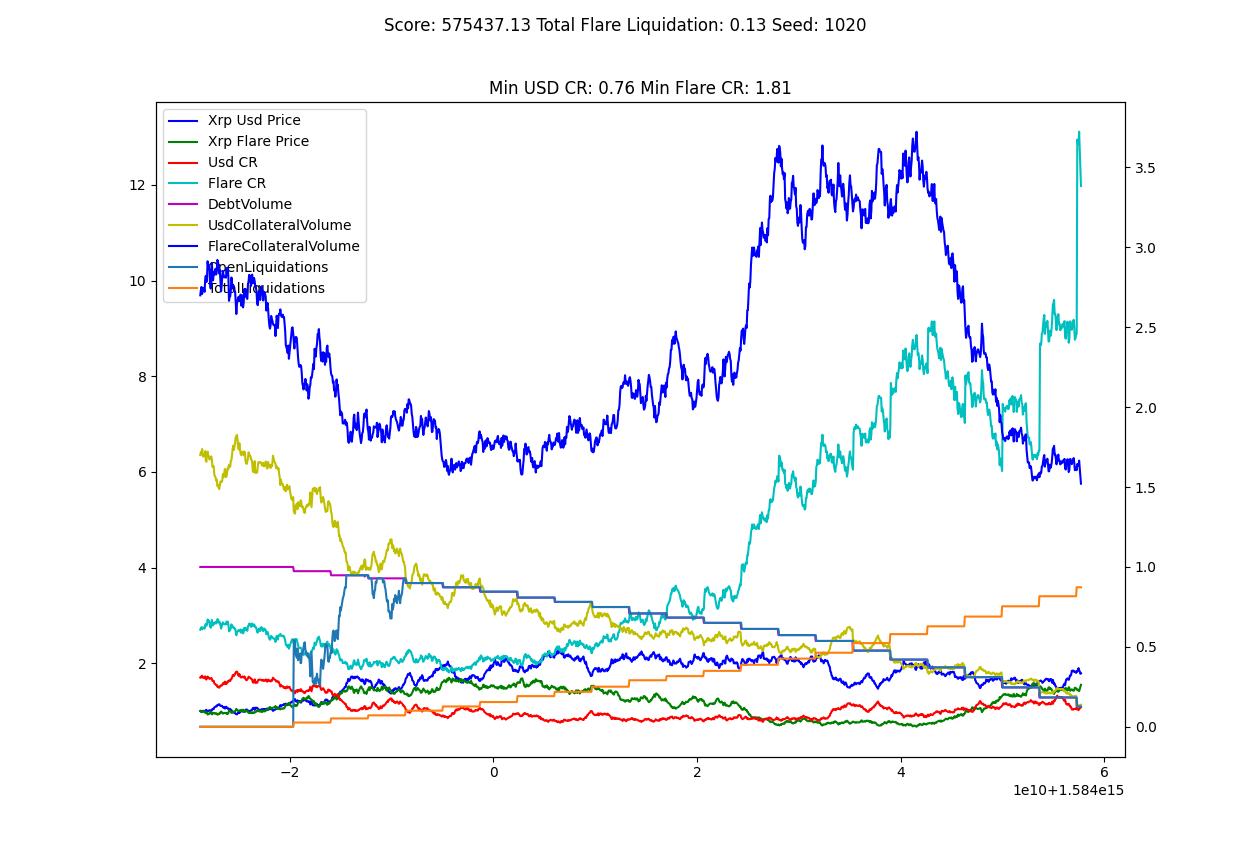 Score: 575437.13 Total Flare Liquidation: 0.13 Seed: 1020
Min USD CR: 0.76 Min Flare CR: 1.81
Xrp Usd Price
Xrp Flare Price
Usd CR
Flare CR
DebtVolume
UsdCollateralVolume
FlareCollateralVolume
OpenLiquidations
TotalLiquidations
12
10
8
6
4
2
3.5
3.0
2.5
2.0
1.5
1.0
0.5
0.0
−2
0
2
4
6
1e10+1.584e15